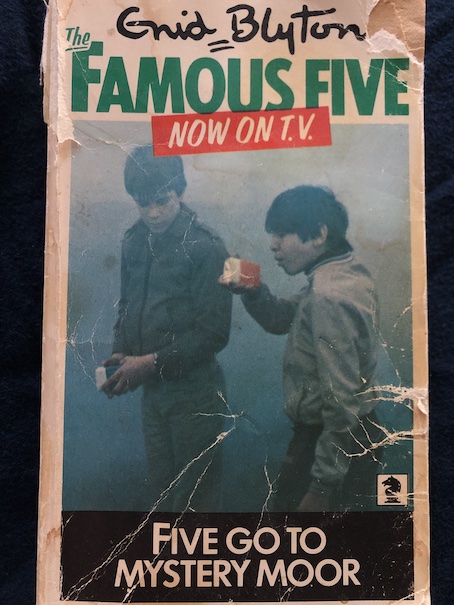 Enid Blyton
The
FAMOUS FIVE
NOW ON T.V.
FIVE GO TO
MYSTERY MOOR